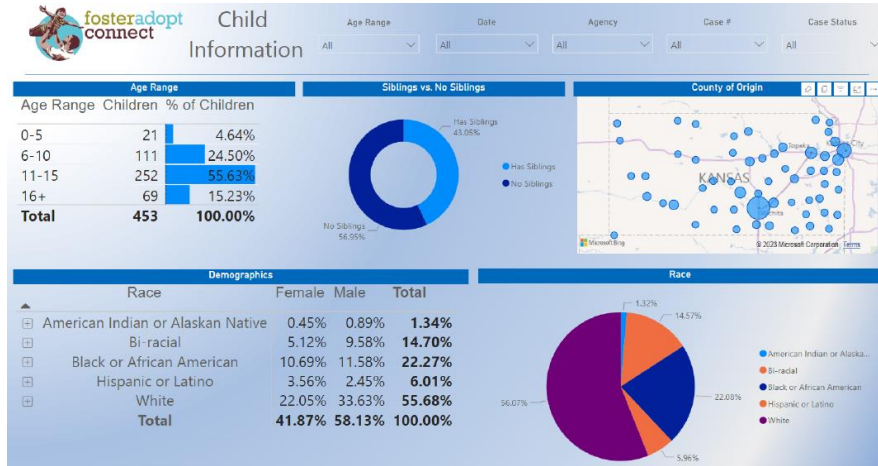 fosteradopt
connect
Child
Information
Age Range
Date
Agency
Case #
Case Status
All
All
All
All
All
Age Range
Age Range Children % of Children
0-5 21 4.64%
6-10 111 24.50%
11-15 252 55.63%
16+ 69 15.23%
Total 453 100.00%
Siblings vs. No Siblings
Has Siblings
43.05%
No Siblings
56.95%
Has Siblings
No Siblings
County of Origin
Topeka
City
KANSAS
Wichita
Microsoft Bing
© 2023 Microsoft Corporation Terms
Demographics
Race Female Male Total
American Indian or Alaskan Native 0.45% 0.89% 1.34%
Bi-racial 5.12% 9.58% 14.70%
Black or African American 10.69% 11.58% 22.27%
Hispanic or Latino 3.56% 2.45% 6.01%
White 22.05% 33.63% 55.68%
Total 41.87% 58.13% 100.00%
Race
1.32%
14.57%
22.08%
5.96%
56.07%
American Indian or Alaska...
Bi-racial
Black or African American
Hispanic or Latino
White